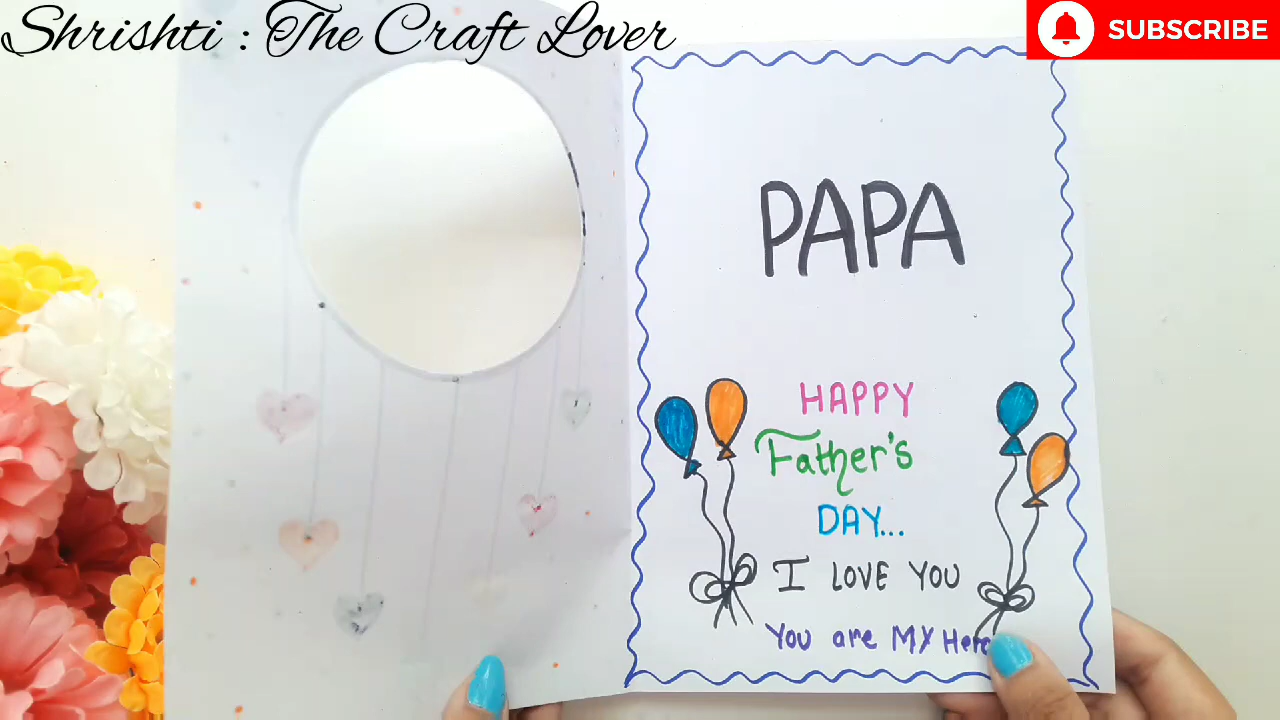 Shrishti : The Craft Lover
SUBSCRIBE
PAPA
HAPPY
Father's
DAY...
I LOVE YOU
You are MY Hero